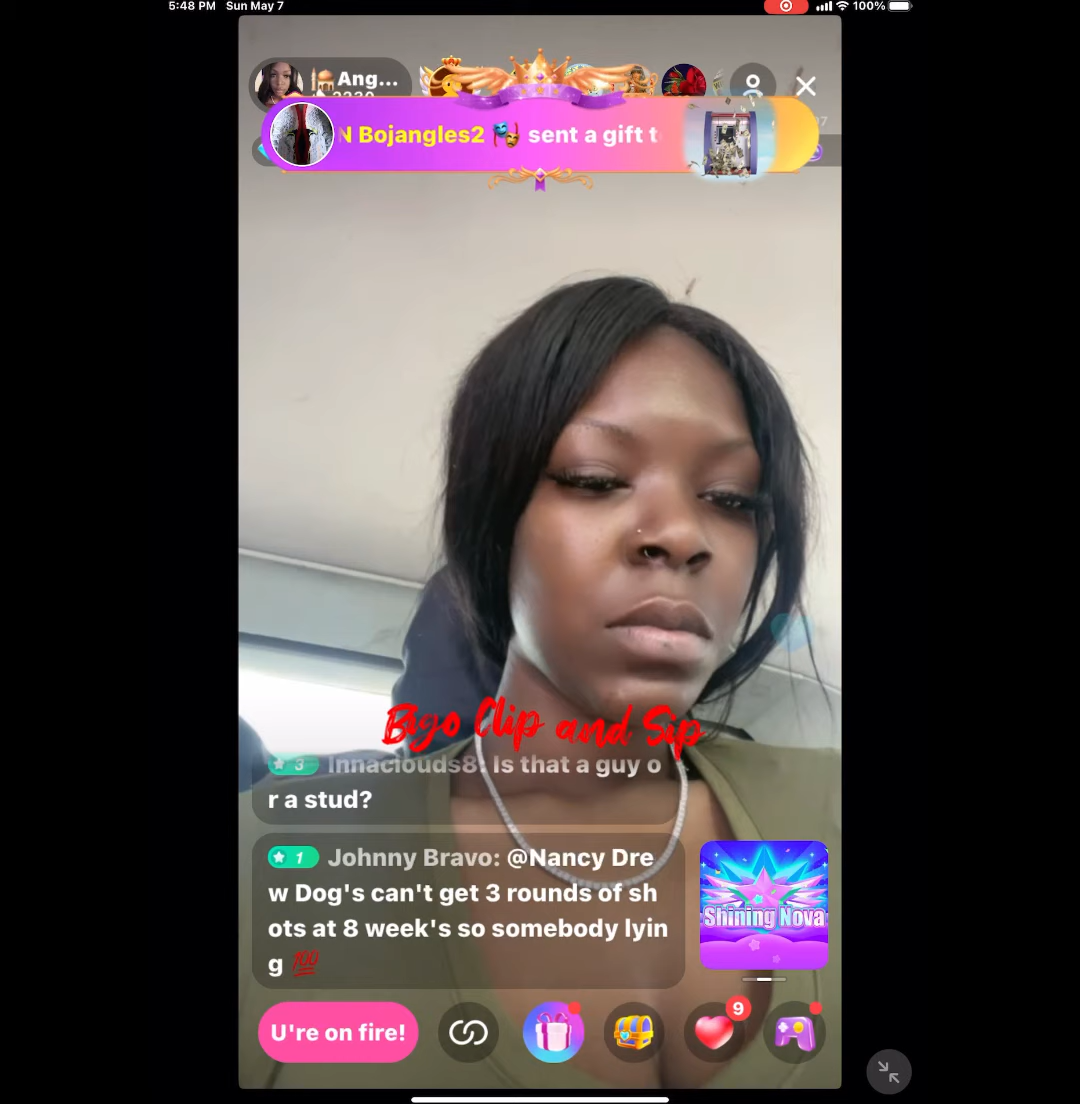 5:48 PM Sun May 7
100%
Ang...
N Bojangles2 🎭 sent a gift t
Bigo Clip and Sip
3 Innaciouds8: Is that a guy o
r a stud?
1 Johnny Bravo: @Nancy Dre
w Dog's can't get 3 rounds of sh
ots at 8 week's so somebody lyin
g 💯
Shining Nova
U're on fire!
9